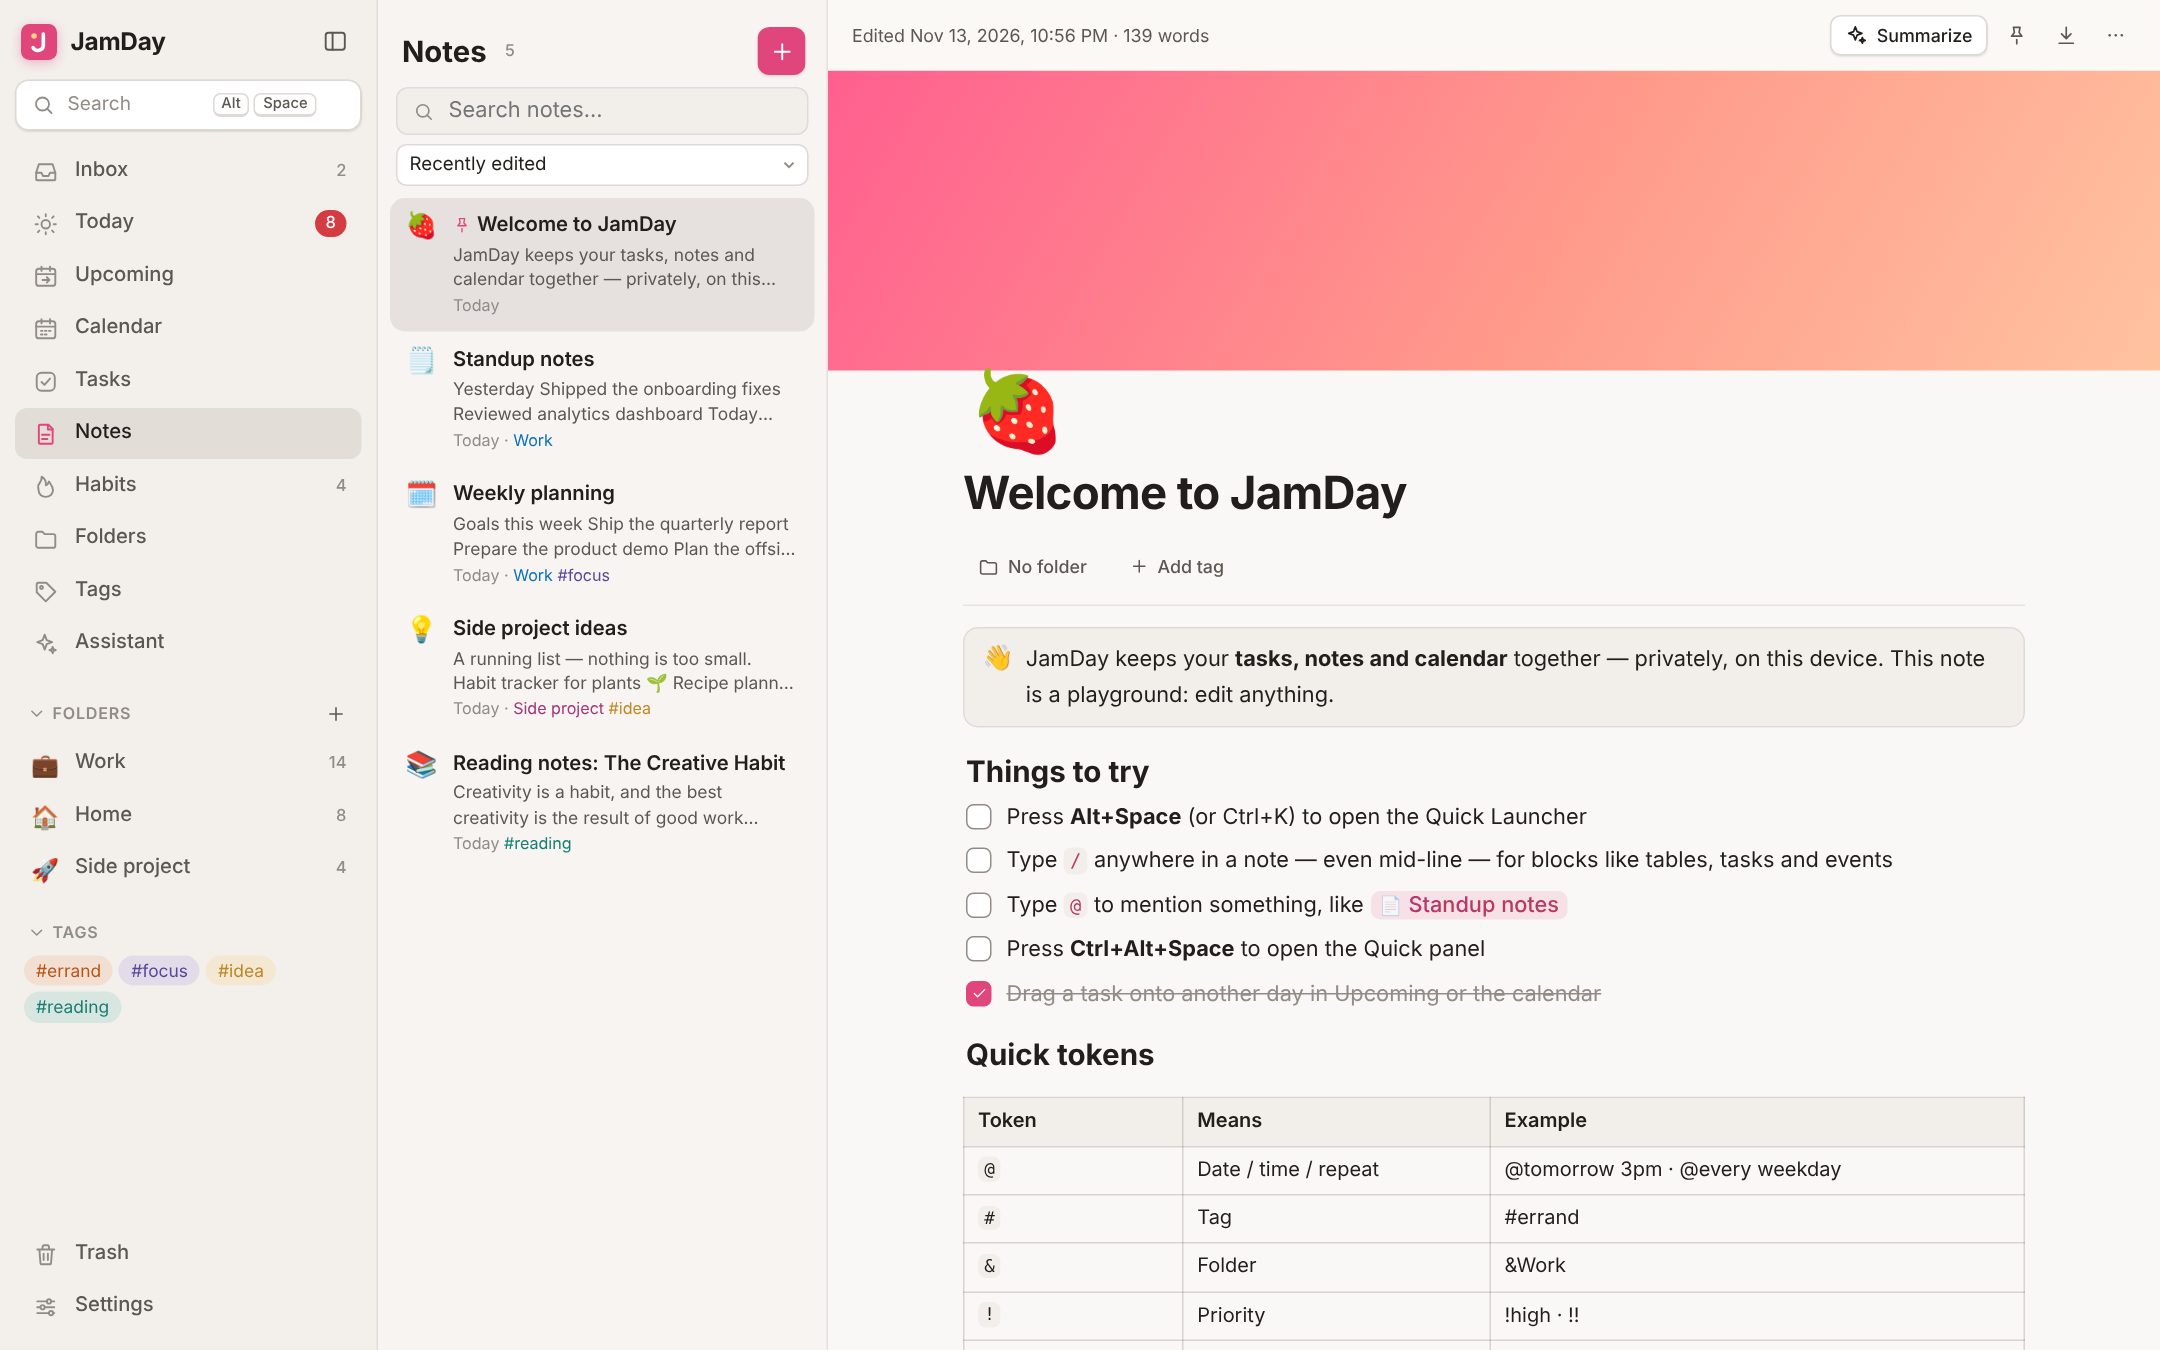 JamDay
Search Alt Space
Inbox 2
Today 8
Upcoming
Calendar
Tasks
Notes
Habits 4
Folders
Tags
Assistant
FOLDERS
Work 14
Home 8
Side project 4
TAGS
#errand #focus #idea
#reading
Trash
Settings
Notes 5
Search notes...
Recently edited
Welcome to JamDay
JamDay keeps your tasks, notes and
calendar together — privately, on this...
Today
Standup notes
Yesterday Shipped the onboarding fixes
Reviewed analytics dashboard Today...
Today · Work
Weekly planning
Goals this week Ship the quarterly report
Prepare the product demo Plan the offsi...
Today · Work #focus
Side project ideas
A running list — nothing is too small.
Habit tracker for plants 🌱 Recipe plann...
Today · Side project #idea
Reading notes: The Creative Habit
Creativity is a habit, and the best
creativity is the result of good work...
Today #reading
Edited Nov 13, 2026, 10:56 PM · 139 words
Summarize
Welcome to JamDay
No folder + Add tag
JamDay keeps your tasks, notes and calendar together — privately, on this device. This note
is a playground: edit anything.
Things to try
Press Alt+Space (or Ctrl+K) to open the Quick Launcher
Type / anywhere in a note — even mid-line — for blocks like tables, tasks and events
Type @ to mention something, like Standup notes
Press Ctrl+Alt+Space to open the Quick panel
Drag a task onto another day in Upcoming or the calendar
Quick tokens
Token Means Example
@ Date / time / repeat @tomorrow 3pm · @every weekday
# Tag #errand
& Folder &Work
! Priority !high · !!